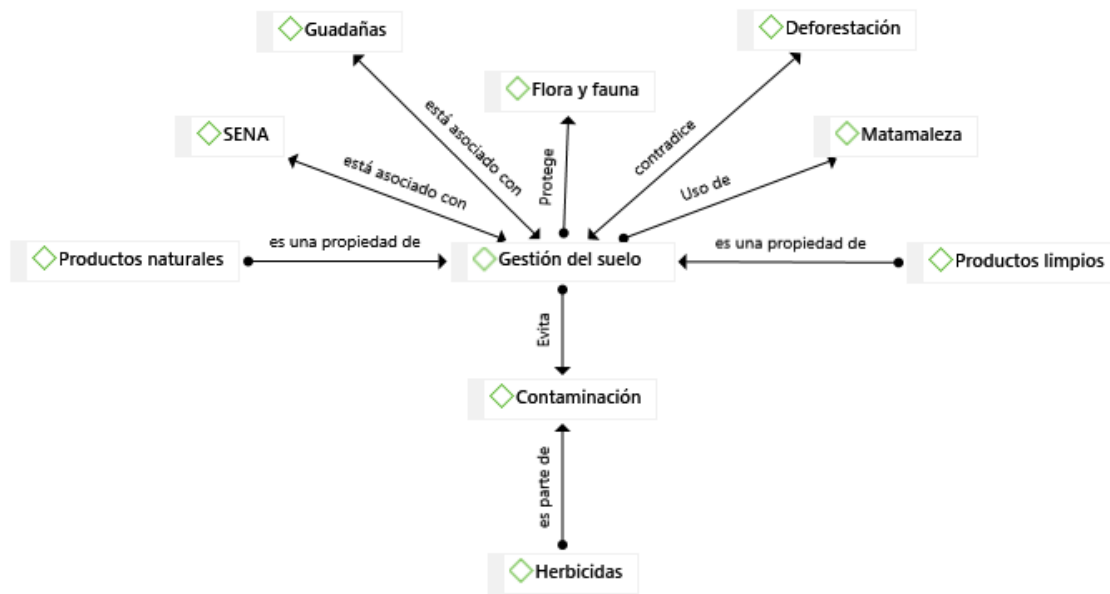 Guadañas
Deforestación
Flora y fauna
SENA
Matamaleza
está asociado con
está asociado con
Protege
contradice
Uso de
es una propiedad de
es una propiedad de
Productos naturales
Gestión del suelo
Productos limpios
Evita
Contaminación
es parte de
Herbicidas